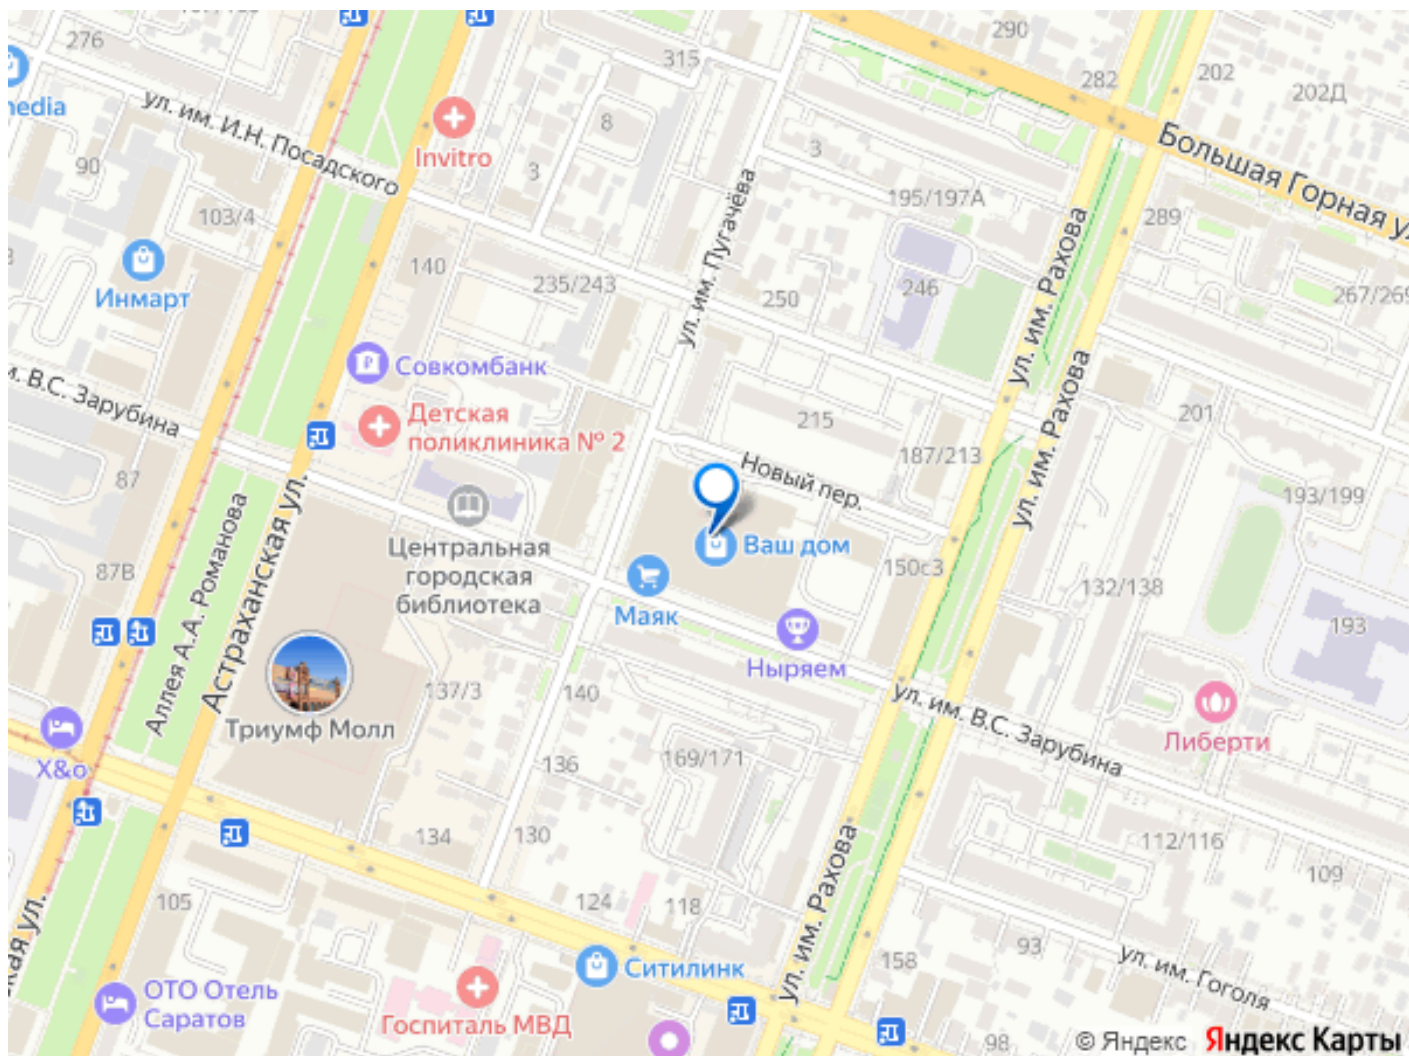 276
ул. им. И.Н. Посадского
media
90
103/4
Инмарт
Invitro
3
8
315
290
282
202
202Д
Большая Горная ул
3
195/197А
289
246
267/269
140
235/243
250
ул. им. Пугачёва
ул. им. Рахова
ул. им. Рахова
Совкомбанк
Детская
поликлиника № 2
м. В.С. Зарубина
87
87В
Аллея А.А. Романова
Астраханская ул.
Центральная
городская
библиотека
215
201
187/213
Новый пер.
193/199
Ваш дом
150с3
132/138
193
Маяк
Ныряем
137/3
140
Триумф Молл
ул. им. В.С. Зарубина
Либерти
X&o
136
169/171
134
130
112/116
109
105
124
118
ул. им. Рахова
93
158
ул. им. Гоголя
кая ул.
ОТО Отель
Саратов
Госпиталь МВД
Ситилинк
98
© Яндекс Яндекс Карты